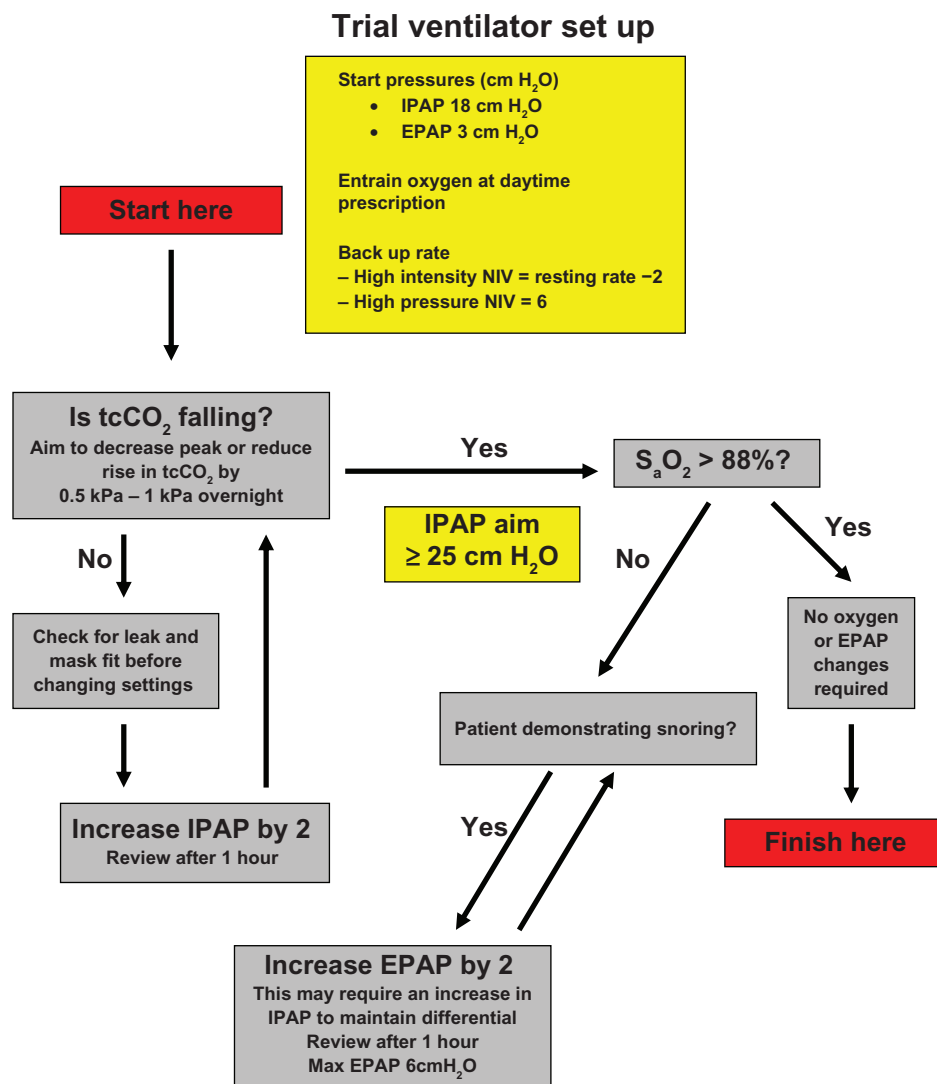 Trial ventilator set up
Start pressures (cm H₂O)
• IPAP 18 cm H₂O
• EPAP 3 cm H₂O
Entrain oxygen at daytime
prescription
Back up rate
– High intensity NIV = resting rate −2
– High pressure NIV = 6
Start here
Is tcCO₂ falling?
Aim to decrease peak or reduce
rise in tcCO₂ by
0.5 kPa – 1 kPa overnight
Yes
SₐO₂ > 88%?
IPAP aim
≥ 25 cm H₂O
No
No
Yes
Check for leak and
mask fit before
changing settings
No oxygen
or EPAP
changes
required
Patient demonstrating snoring?
Increase IPAP by 2
Review after 1 hour
Yes
Finish here
Increase EPAP by 2
This may require an increase in
IPAP to maintain differential
Review after 1 hour
Max EPAP 6cmH₂O